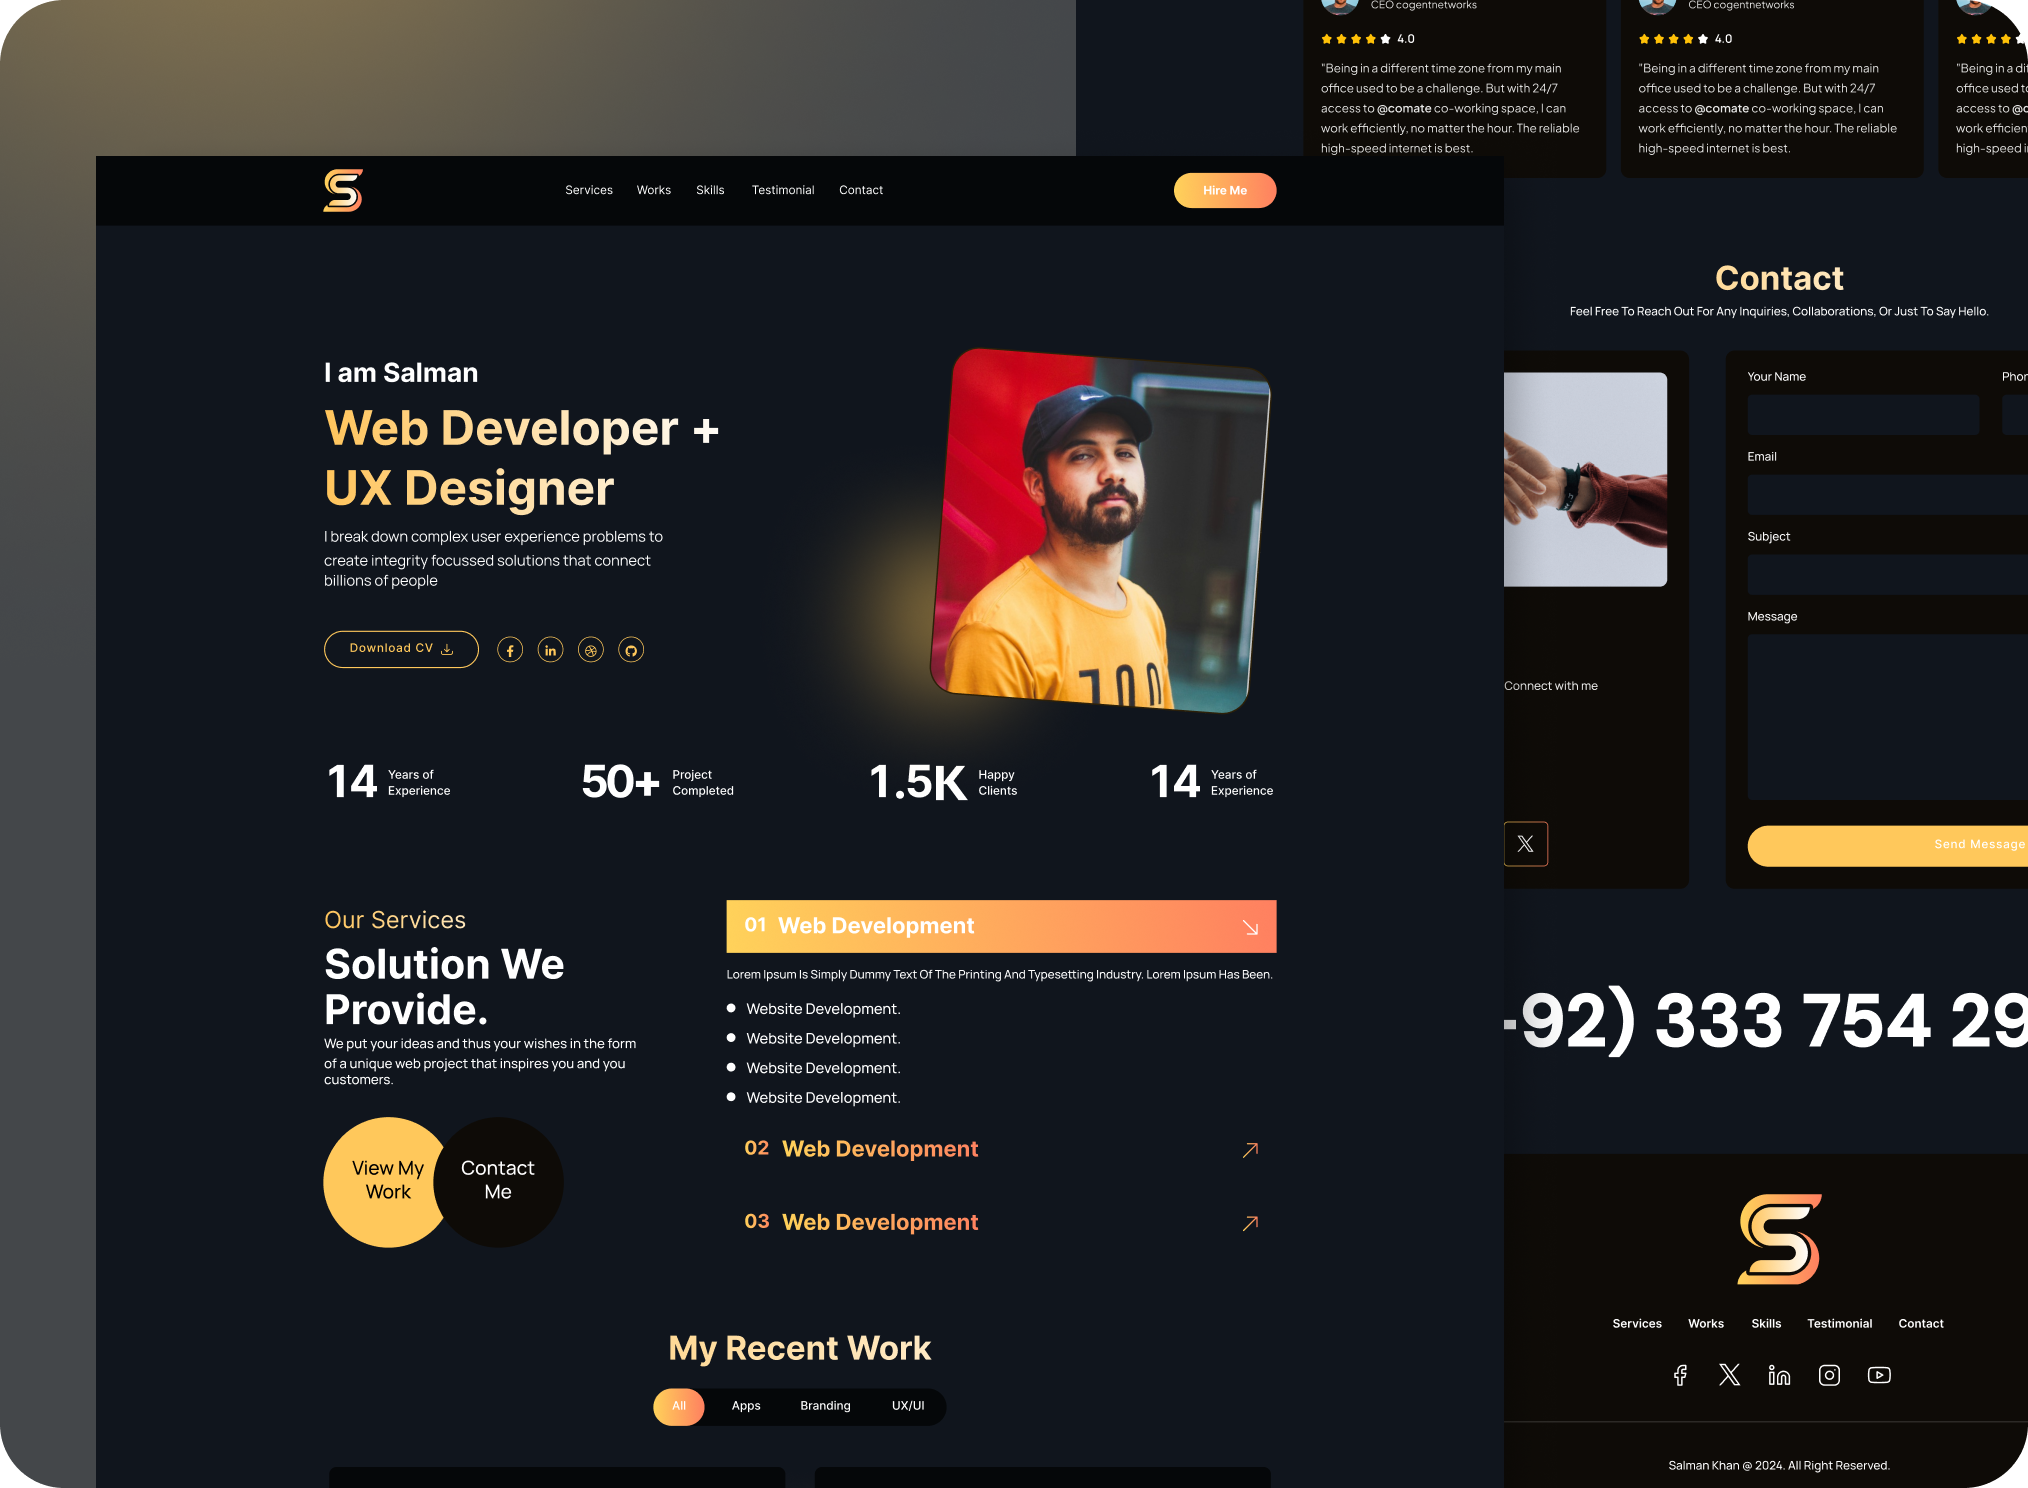 Services Works Skills Testimonial Contact
Hire Me
I am Salman
Web Developer +
UX Designer
I break down complex user experience problems to
create integrity focussed solutions that connect
billions of people
Download CV
14 Years of
Experience
50+ Project
Completed
1.5K Happy
Clients
14 Years of
Experience
Our Services
Solution We
Provide.
We put your ideas and thus your wishes in the form
of a unique web project that inspires you and you
customers.
View My
Work
Contact
Me
01 Web Development
Lorem Ipsum Is Simply Dummy Text Of The Printing And Typesetting Industry. Lorem Ipsum Has Been.
Website Development.
Website Development.
Website Development.
Website Development.
02 Web Development
03 Web Development
My Recent Work
All Apps Branding UX/UI
CEO cogentnetworks
4.0
"Being in a different time zone from my main
office used to be a challenge. But with 24/7
access to @comate co-working space, I can
work efficiently, no matter the hour. The reliable
high-speed internet is best.
CEO cogentnetworks
4.0
"Being in a different time zone from my main
office used to be a challenge. But with 24/7
access to @comate co-working space, I can
work efficiently, no matter the hour. The reliable
high-speed internet is best.
"Being in a
office used
access to
work
high-speed
Contact
Feel Free To Reach Out For Any Inquiries, Collaborations, Or Just To Say Hello.
Connect with me
Your Name
Email
Subject
Message
Send Message
92) 333 754 29
Services Works Skills Testimonial Contact
Salman Khan @ 2024. All Right Reserved.